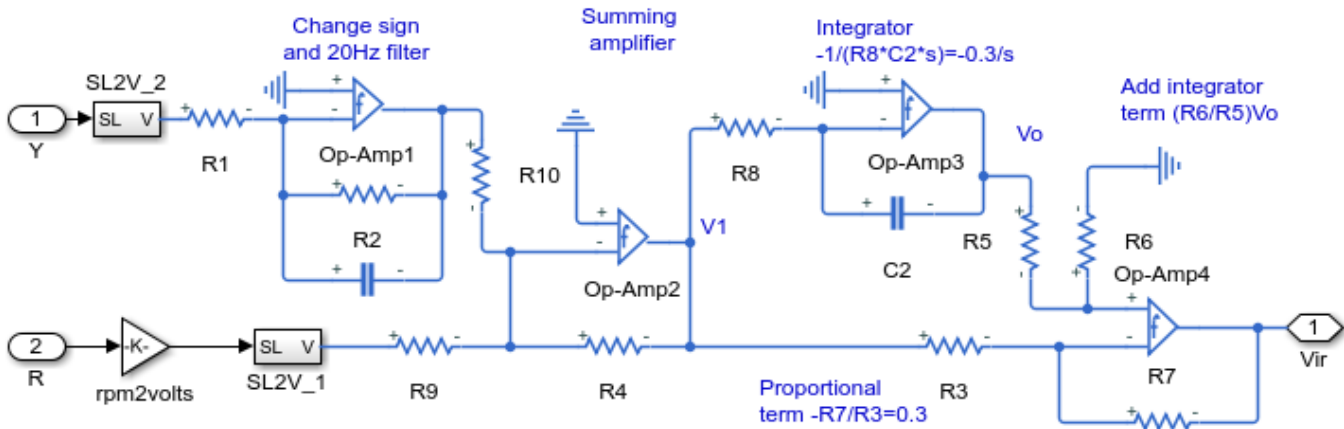 Change sign
and 20Hz filter
Summing
amplifier
Integrator
-1/(R8*C2*s)=-0.3/s
SL2V_2
Add integrator
term (R6/R5)Vo
1
SL V
+ -
+
-
f
+ -
+
-
f
Y
R1
Op-Amp1
R10
R8
Op-Amp3
Vo
+
-
+ -
+
-
f
+ -
V1
R2
+ -
Op-Amp2
C2
R5
+
-
-
+
R6
Op-Amp4
+
-
f
2
-K-
SL V
+ -
+ -
+ -
1
R
rpm2volts
SL2V_1
R9
R4
Proportional
term -R7/R3=0.3
R3
R7
+ -
Vir